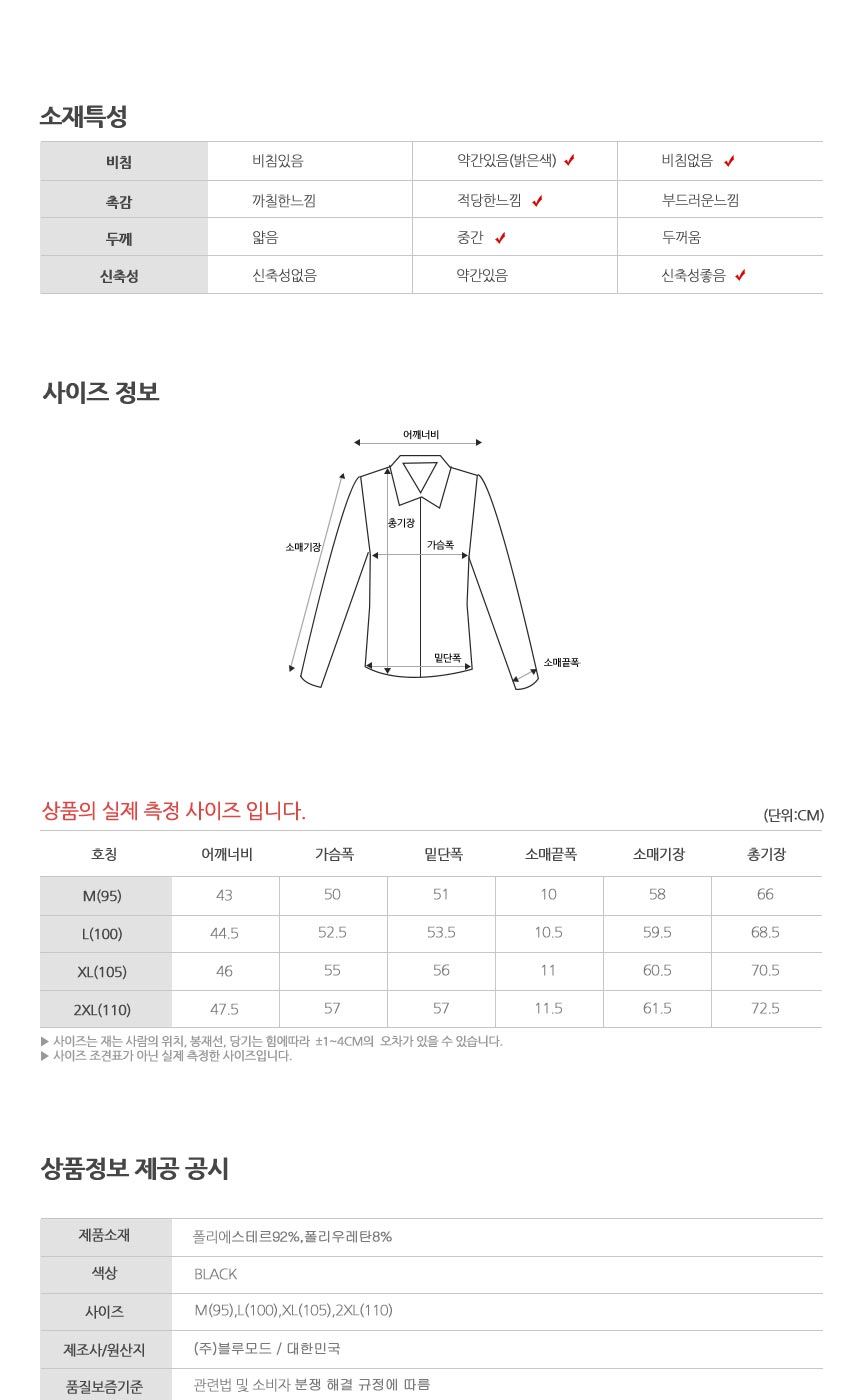 소재특성
비침 비침있음 약간있음(밝은색) 비침없음
촉감 까칠한느낌 적당한느낌 부드러운느낌
두께 얇음 중간 두꺼움
신축성 신축성없음 약간있음 신축성좋음
사이즈 정보
어깨너비
총기장
소매기장
가슴폭
밑단폭
소매끝폭
상품의 실제 측정 사이즈 입니다.
(단위:CM)
호칭 어깨너비 가슴폭 밑단폭 소매끝폭 소매기장 총기장
M(95) 43 50 51 10 58 66
L(100) 44.5 52.5 53.5 10.5 59.5 68.5
XL(105) 46 55 56 11 60.5 70.5
2XL(110) 47.5 57 57 11.5 61.5 72.5
▶ 사이즈는 재는 사람의 위치, 봉재선, 당기는 힘에따라 ±1~4CM의 오차가 있을 수 있습니다.
▶ 사이즈 조견표가 아닌 실제 측정한 사이즈입니다.
상품정보 제공 공시
제품소재 폴리에스테르92%,폴리우레탄8%
색상 BLACK
사이즈 M(95),L(100),XL(105),2XL(110)
제조사/원산지 (주)블루모드 / 대한민국
품질보증기준 관련법 및 소비자 분쟁 해결 규정에 따름